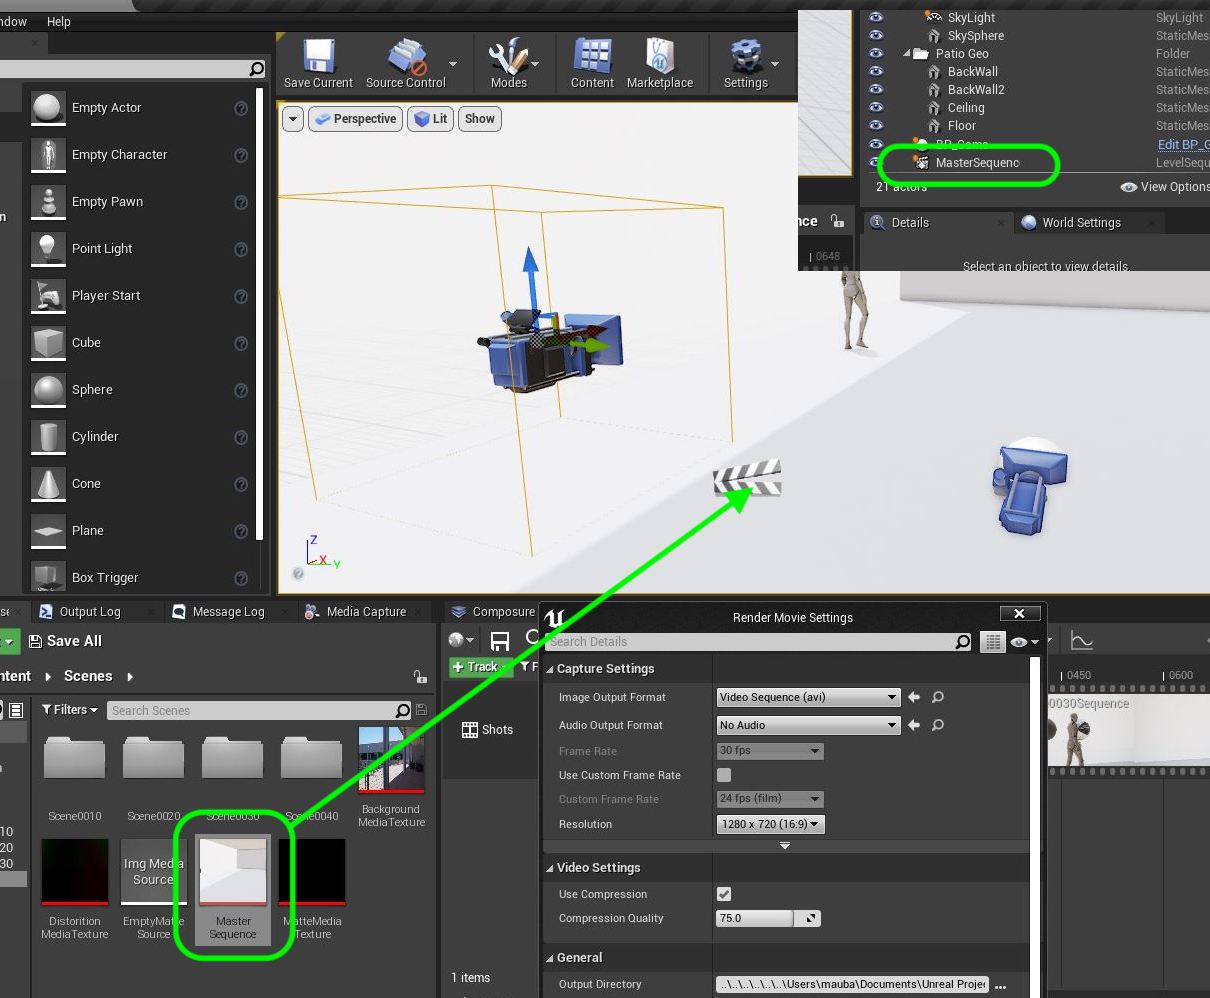 ndow Help
Save Current
Source Control
Modes
Content
Marketplace
Settings
Empty Actor
Empty Character
Empty Pawn
Point Light
Player Start
Cube
Sphere
Cylinder
Cone
Plane
Box Trigger
Perspective
Lit
Show
Z
X
Y
SkyLight SkyLight
SkySphere StaticMes
Patio Geo Folder
BackWall StaticMes
BackWall2 StaticMes
Ceiling StaticMes
Floor StaticMes
Edit BP_G
MasterSequenc LevelSequ
21 actors
View Options
nce
Details
World Settings
0648
Select an object to view details.
Output Log
Message Log
Media Capture
Save All
ntent Scenes
Filters
Search Scenes
Scene0010
Scene0020
Scene0030
Scene0040
Background
MediaTexture
10
20
30
Img Media
Source
Distorition
MediaTexture
EmptyMatte
Source
Master
Sequence
MatteMedia
Texture
Composure
Track
F
Shots
1 items
Render Movie Settings
Search Details
Capture Settings
Image Output Format Video Sequence (avi)
Audio Output Format No Audio
Frame Rate 30 fps
Use Custom Frame Rate
Custom Frame Rate 24 fps (film)
Resolution 1280 x 720 (16:9)
Video Settings
Use Compression
Compression Quality 75.0
General
Output Directory ..\..\..\..\..\..\Users\mauba\Documents\Unreal Projec ...
0450
0600
0030Sequence